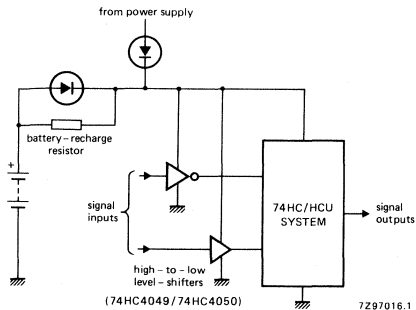 from power supply
battery – recharge
resistor
+
signal
inputs
74HC/HCU
SYSTEM
signal
outputs
high – to – low
level – shifters
(74HC4049/74HC4050)
7Z97016.1